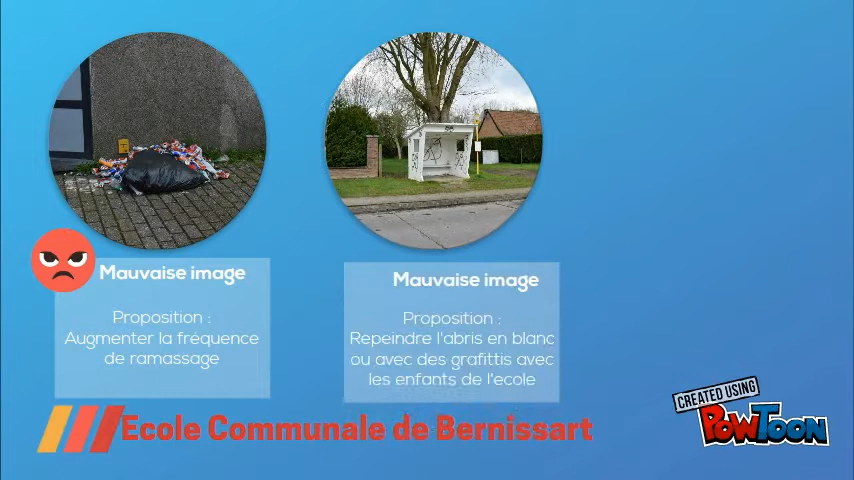 Mauvaise image
Proposition :
Augmenter la fréquence
de ramassage
Mauvaise image
Proposition :
Repeindre l'abris en blanc
ou avec des grafittis avec
les enfants de l'ecole
Ecole Communale de Bernissart
CREATED USING
POWTOON